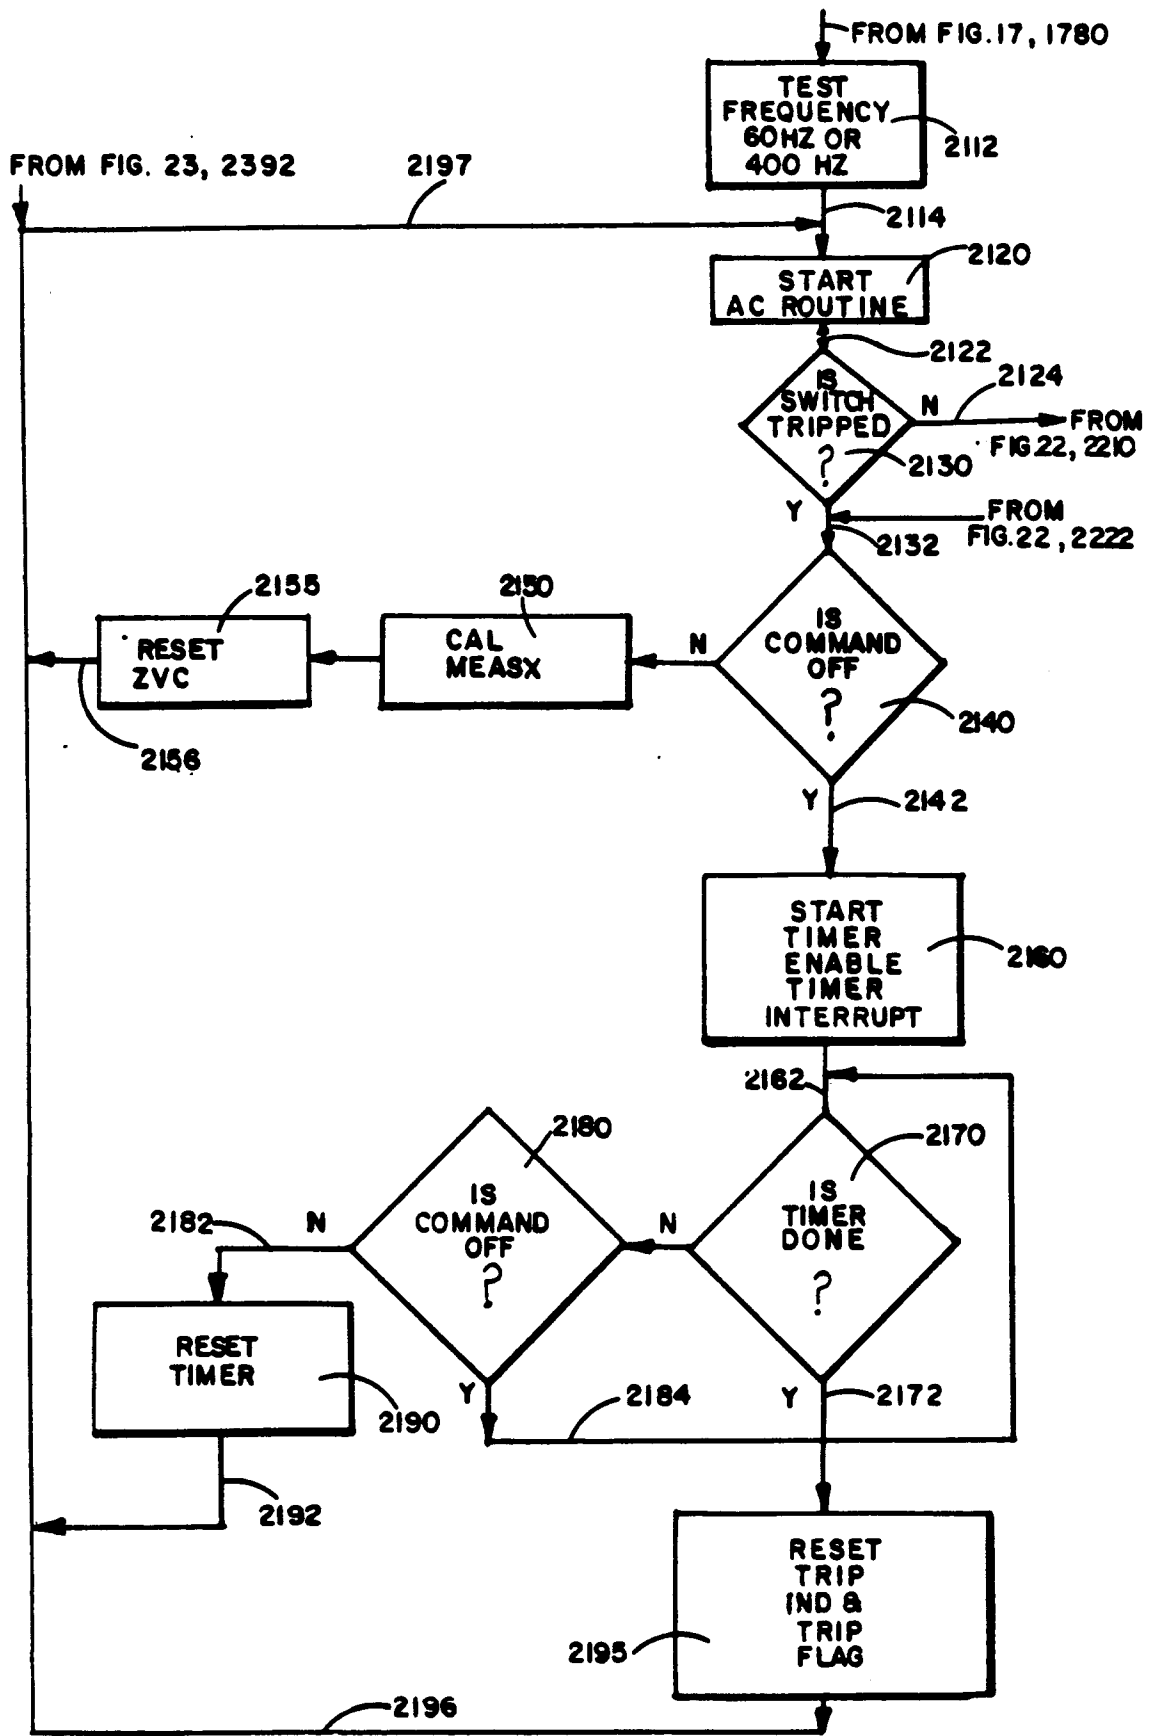 FROM FIG.17, 1780
TEST
FREQUENCY
60HZ OR
400 HZ
2112
FROM FIG. 23, 2392
2197
2114
2120
START
AC ROUTINE
2122
2124
IS
SWITCH
TRIPPED
?
N
FROM
FIG.22, 2210
2130
Y
FROM
FIG.22, 2222
2132
2155
2150
RESET
ZVC
CAL
MEASX
N
IS
COMMAND
OFF
?
2140
2156
Y
2142
START
TIMER
ENABLE
TIMER
INTERRUPT
2160
2162
2180
2170
IS
COMMAND
OFF
?
N
IS
TIMER
DONE
?
2182
N
RESET
TIMER
2190
Y
2184
Y
2172
2192
RESET
TRIP
IND &
TRIP
FLAG
2195
2196